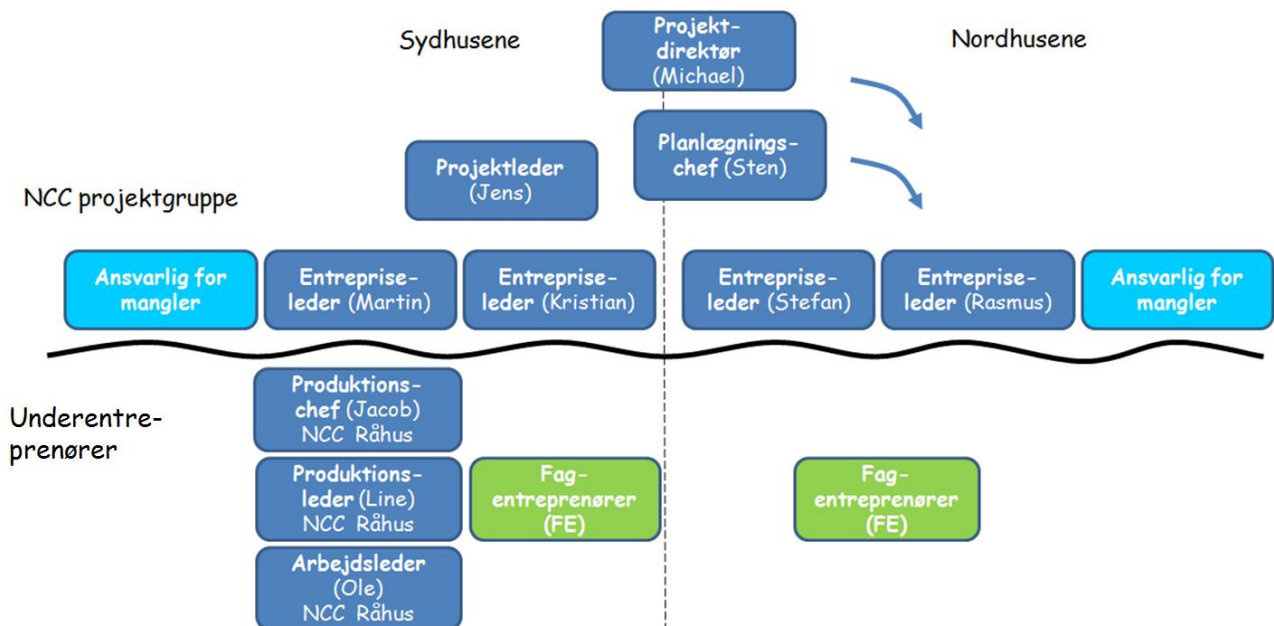 Sydhusene
Projekt-
direktør
(Michael)
Nordhusene
Projektleder
(Jens)
Planlægnings-
chef (Sten)
NCC projektgruppe
Ansvarlig for
mangler
Entreprise-
leder (Martin)
Entreprise-
leder (Kristian)
Entreprise-
leder (Stefan)
Entreprise-
leder (Rasmus)
Ansvarlig for
mangler
Underentre-
prenører
Produktions-
chef (Jacob)
NCC Råhus
Produktions-
leder (Line)
NCC Råhus
Fag-
entreprenører
(FE)
Fag-
entreprenører
(FE)
Arbejdsleder
(Ole)
NCC Råhus